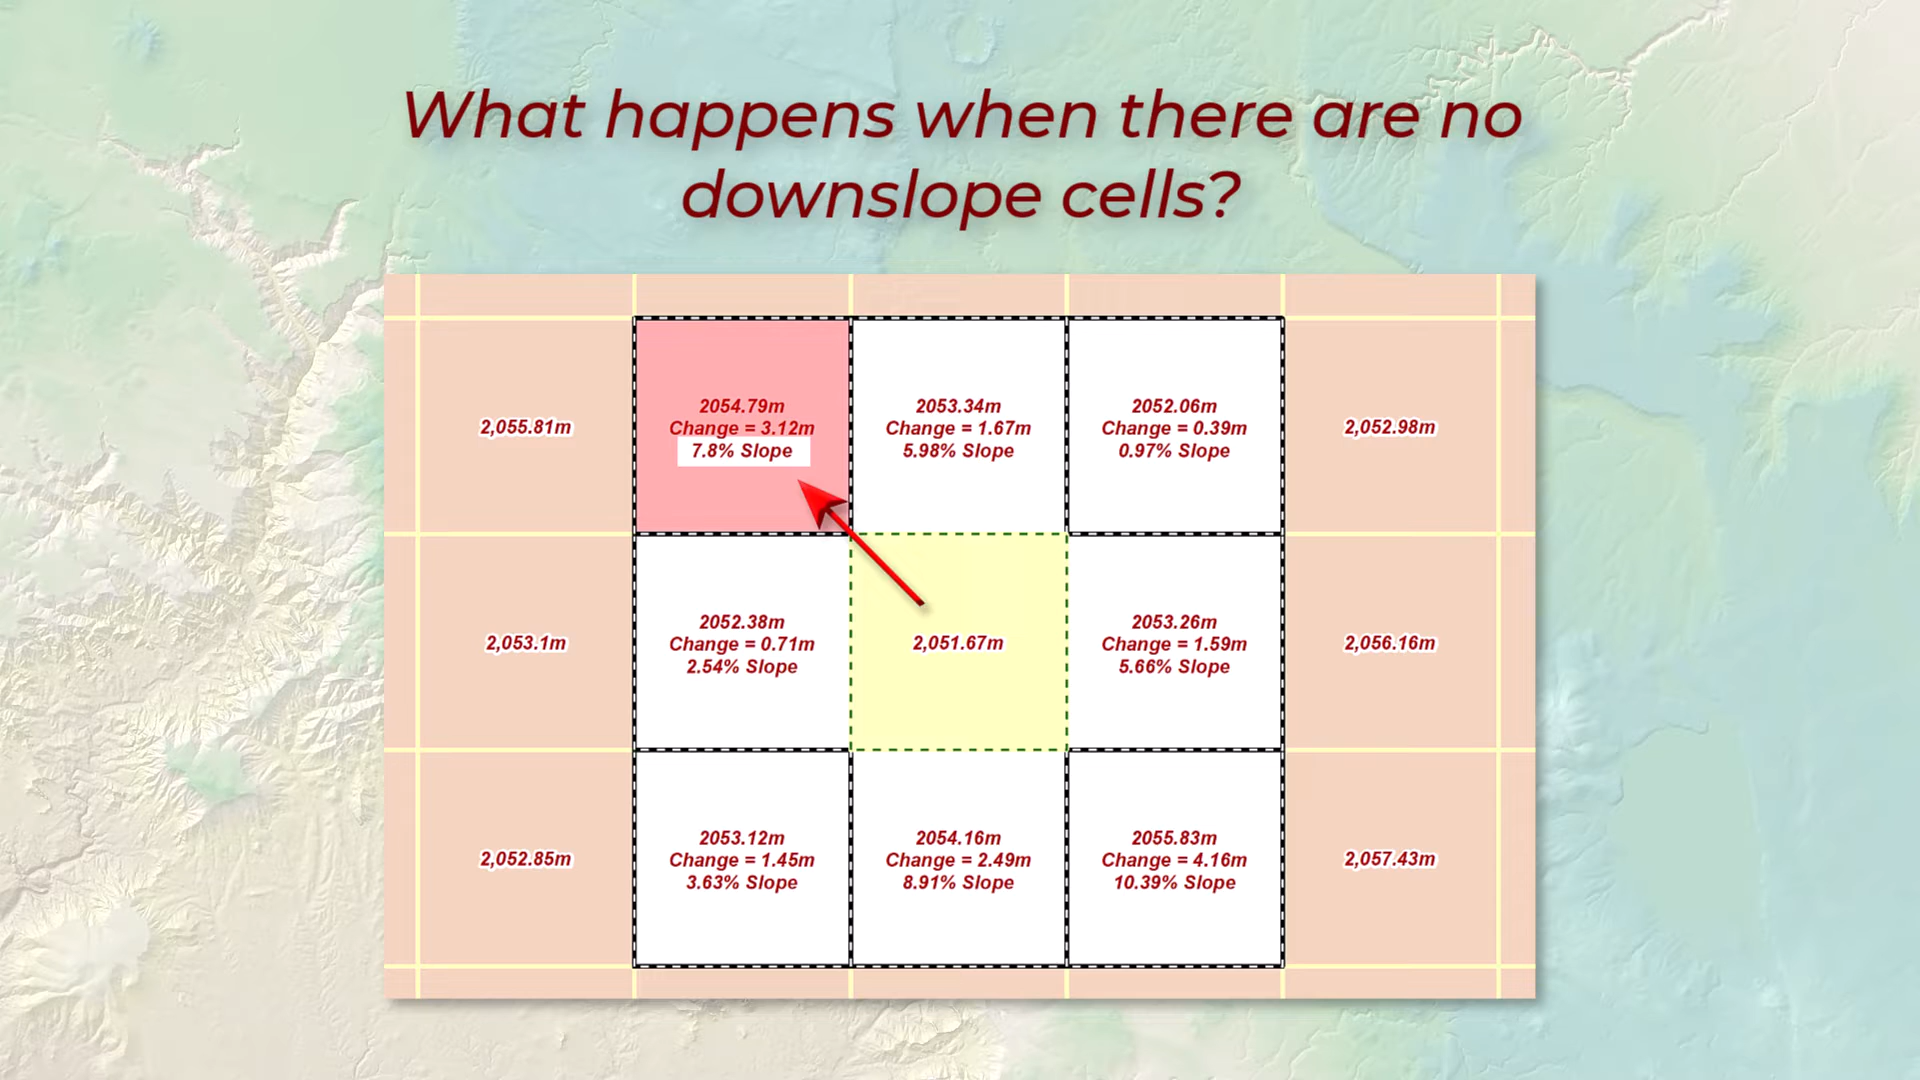 What happens when there are no
downslope cells?
2,055.81m
2054.79m
Change = 3.12m
7.8% Slope
2053.34m
Change = 1.67m
5.98% Slope
2052.06m
Change = 0.39m
0.97% Slope
2,052.98m
2,053.1m
2052.38m
Change = 0.71m
2.54% Slope
2,051.67m
2053.26m
Change = 1.59m
5.66% Slope
2,056.16m
2,052.85m
2053.12m
Change = 1.45m
3.63% Slope
2054.16m
Change = 2.49m
8.91% Slope
2055.83m
Change = 4.16m
10.39% Slope
2,057.43m